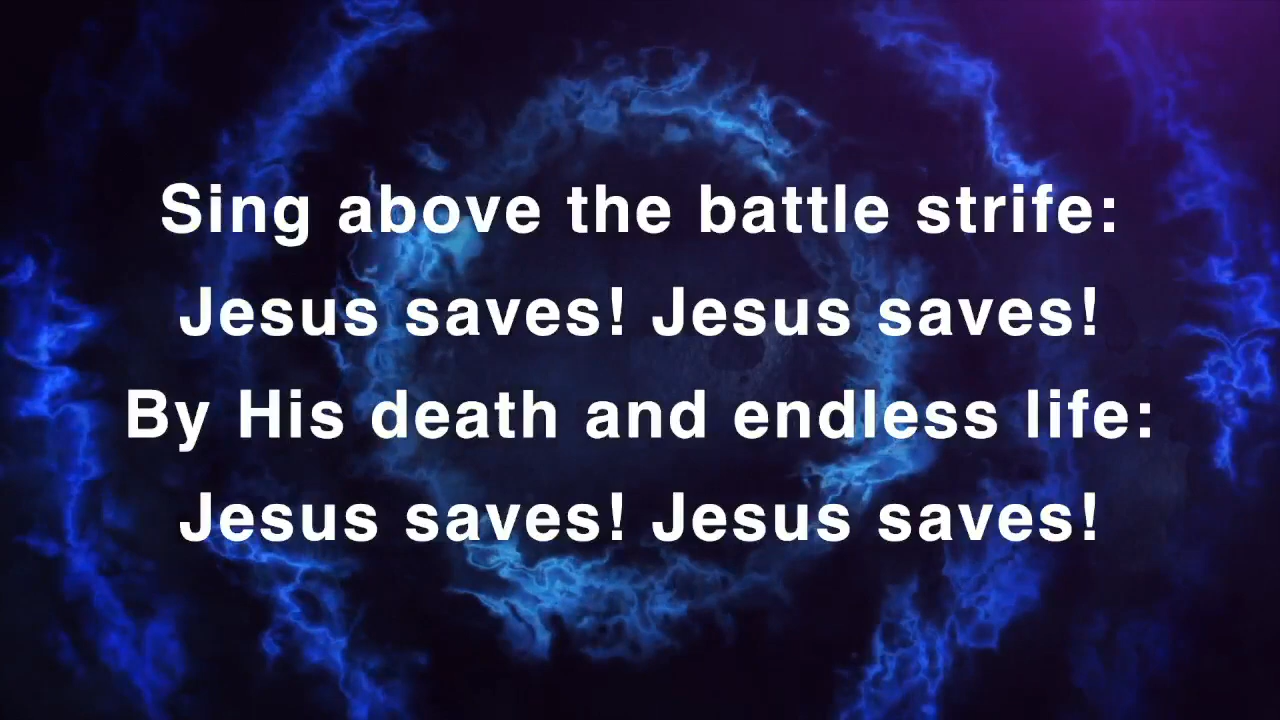 Sing above the battle strife:
Jesus saves! Jesus saves!
By His death and endless life:
Jesus saves! Jesus saves!